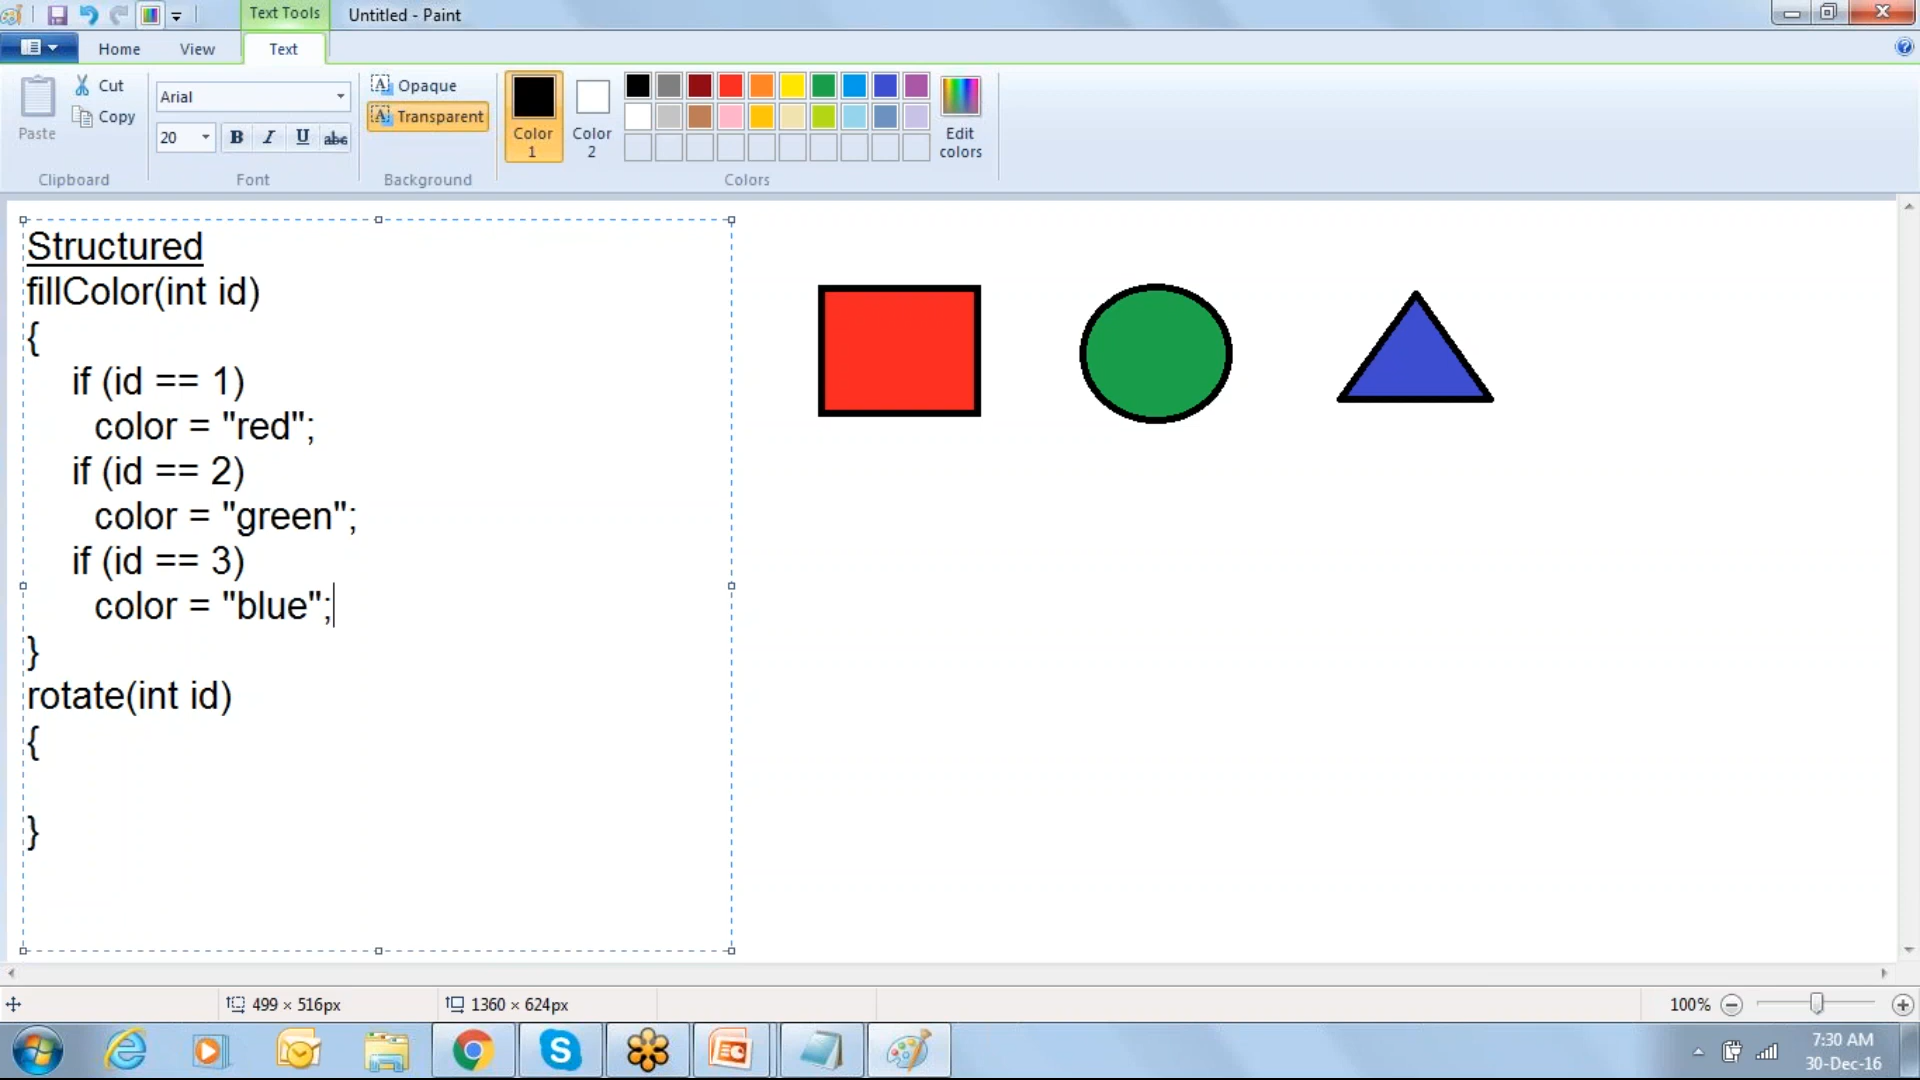 Text Tools
Untitled - Paint
Home View Text
Paste
Cut
Copy
Clipboard
Arial
20 B I U abc
Font
Opaque
Transparent
Background
Color 1
Color 2
Edit colors
Colors
Structured
fillColor(int id)
{
if (id == 1)
color = "red";
if (id == 2)
color = "green";
if (id == 3)
color = "blue";
}
rotate(int id)
{
}
499 × 516px
1360 × 624px
100%
7:30 AM
30-Dec-16